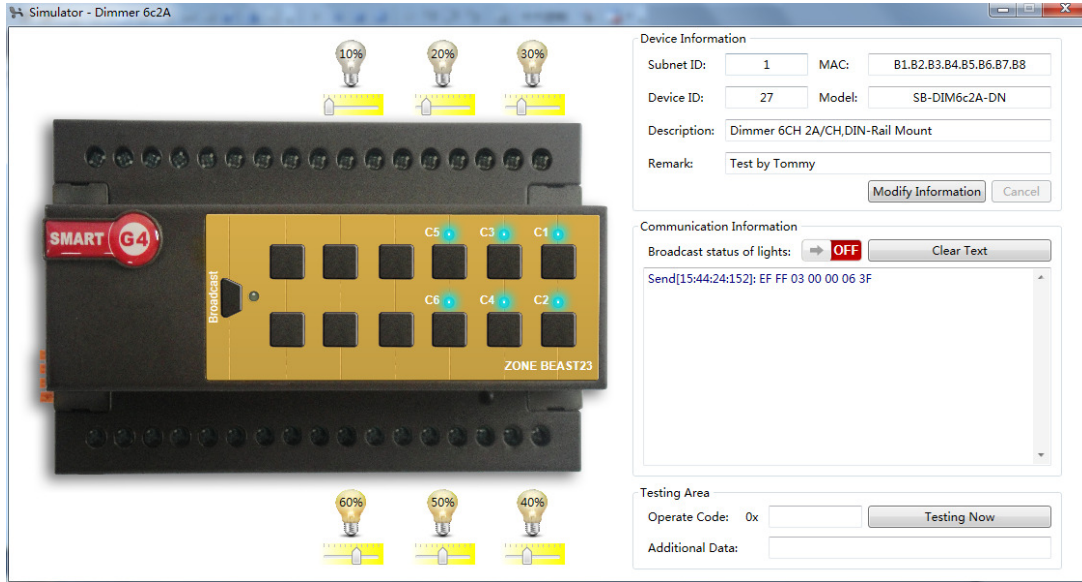 Simulator - Dimmer 6c2A
10% 20% 30%
SMART G4
Broadcast
C5 C3 C1
C6 C4 C2
ZONE BEAST23
60% 50% 40%
Device Information
Subnet ID: 1 MAC: B1.B2.B3.B4.B5.B6.B7.B8
Device ID: 27 Model: SB-DIM6c2A-DN
Description: Dimmer 6CH 2A/CH,DIN-Rail Mount
Remark: Test by Tommy
Modify Information Cancel
Communication Information
Broadcast status of lights: OFF Clear Text
Send[15:44:24:152]: EF FF 03 00 00 06 3F
Testing Area
Operate Code: 0x Testing Now
Additional Data: